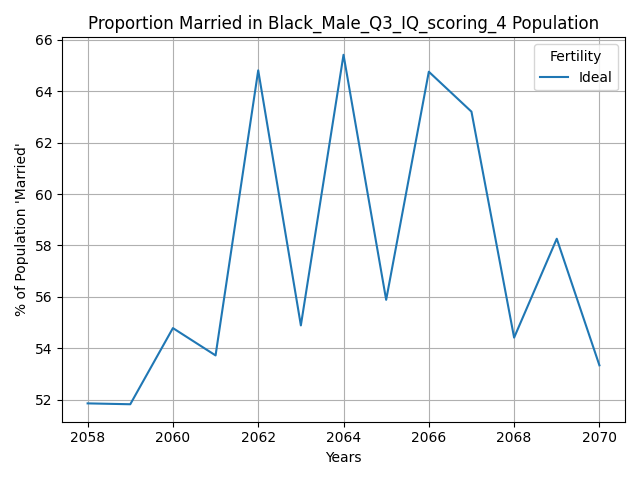 Proportion Married in Black_Male_Q3_IQ_scoring_4 Population
Fertility
Ideal
% of Population 'Married'
66
64
62
60
58
56
54
52
2058 2060 2062 2064 2066 2068 2070
Years